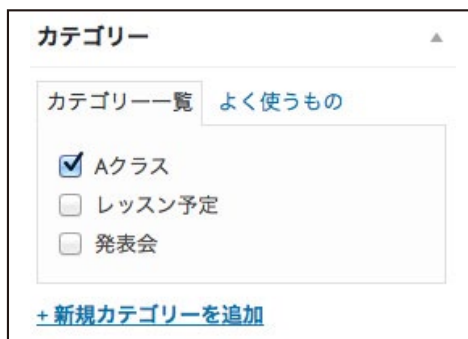 カテゴリー
カテゴリー一覧 よく使うもの
Aクラス
レッスン予定
発表会
+ 新規カテゴリーを追加